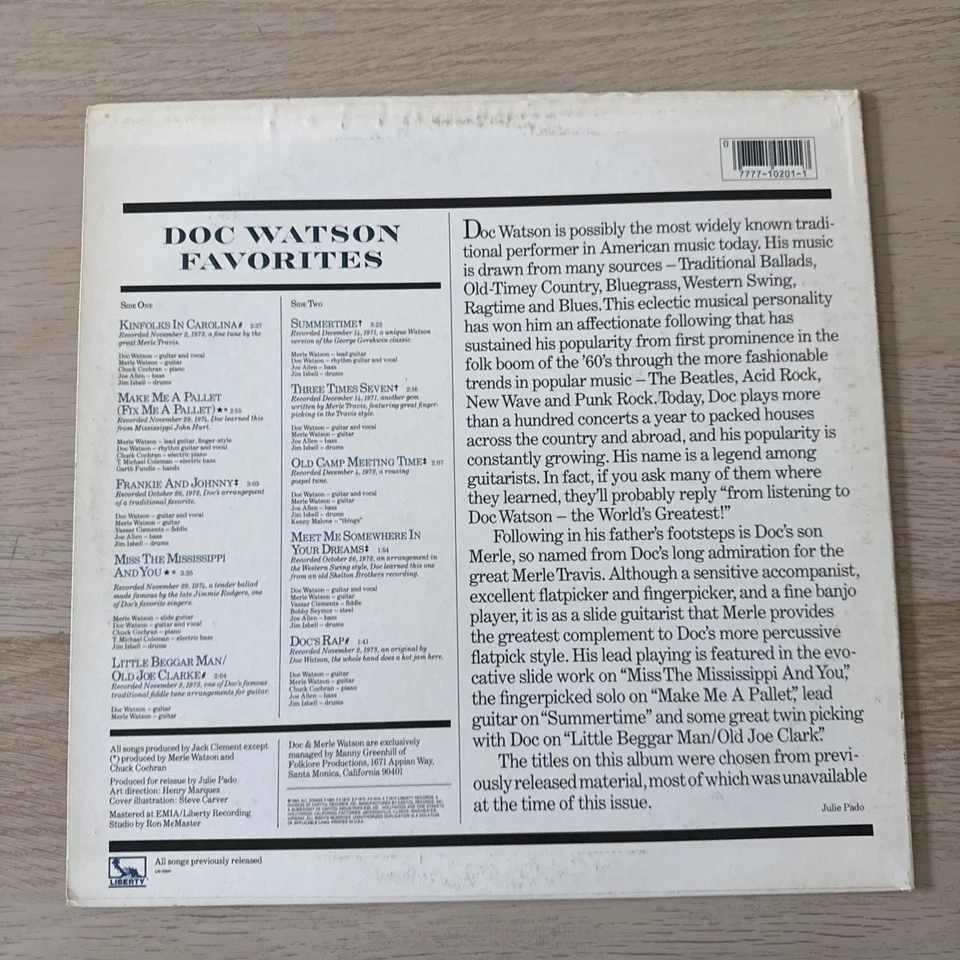 0
7777-10201-1
DOC WATSON
FAVORITES
SIDE ONE
KINFOLKS IN CAROLINA# 2:27
Recorded November 2, 1973, a fine tune by the
great Merle Travis.
Doc Watson – guitar and vocal
Merle Watson – guitar
Chuck Cochran – piano
Joe Allen – bass
Jim Isbell – drums
MAKE ME A PALLET
(FIX ME A PALLET)★* 2:55
Recorded November 29, 1974, Doc learned this
from Mississippi John Hurt.
Merle Watson – lead guitar, finger-style
Doc Watson – rhythm guitar and vocal
Chuck Cochran – electric piano
T. Michael Coleman – electric bass
Garth Fundis – hands
FRANKIE AND JOHNNY‡ 3:03
Recorded October 26, 1972, Doc's arrangement
of a traditional favorite.
Doc Watson – guitar and vocal
Merle Watson – guitar
Vassar Clements – fiddle
Joe Allen – bass
Jim Isbell – drums
MISS THE MISSISSIPPI
AND YOU★* 3:35
Recorded November 29, 1974, a tender ballad
made famous by the late Jimmie Rodgers, one
of Doc's favorite singers.
Merle Watson – slide guitar
Doc Watson – guitar and vocal
Chuck Cochran – piano
T. Michael Coleman – electric bass
Jim Isbell – drums
LITTLE BEGGAR MAN/
OLD JOE CLARKE# 2:04
Recorded November 2, 1973, one of Doc's famous
traditional fiddle tune arrangements for guitar.
Doc Watson – guitar
Merle Watson – guitar
SIDE TWO
SUMMERTIME† 3:22
Recorded December 14, 1971, a unique Watson
version of the George Gershwin classic.
Merle Watson – lead guitar
Doc Watson – rhythm guitar and vocal
Joe Allen – bass
Jim Isbell – drums
THREE TIMES SEVEN† 2:16
Recorded December 14, 1971, another gem
written by Merle Travis, featuring great finger-
picking in the Travis style.
Doc Watson – guitar and vocal
Merle Watson – guitar
Joe Allen – bass
Jim Isbell – drums
OLD CAMP MEETING TIME‡ 2:07
Recorded December 4, 1972, a rousing
gospel tune.
Doc Watson – guitar and vocal
Merle Watson – guitar
Joe Allen – bass
Jim Isbell – drums
Kenny Malone – "things"
MEET ME SOMEWHERE IN
YOUR DREAMS‡ 1:54
Recorded October 26, 1972, an arrangement in
the Western Swing style, Doc learned this one
from an old Shelton Brothers recording.
Doc Watson – guitar and vocal
Merle Watson – guitar
Vassar Clements – fiddle
Bobby Seymor – steel
Joe Allen – bass
Jim Isbell – drums
DOC'S RAP# 1:41
Recorded November 2, 1973, an original by
Doc Watson, the whole band does a hot jam here.
Doc Watson – guitar
Merle Watson – guitar
Chuck Cochran – piano
Joe Allen – bass
Jim Isbell – drums
All songs produced by Jack Clement except
(*) produced by Merle Watson and
Chuck Cochran
Produced for reissue by Julie Pado
Art direction: Henry Marquez
Cover illustration: Steve Carver
Mastered at EMIA/Liberty Recording
Studio by Ron McMaster
Doc & Merle Watson are exclusively
managed by Manny Greenhill of
Folklore Productions, 1671 Appian Way,
Santa Monica, California 90401
Doc Watson is possibly the most widely known tradi-
tional performer in American music today. His music
is drawn from many sources – Traditional Ballads,
Old-Timey Country, Bluegrass, Western Swing,
Ragtime and Blues. This eclectic musical personality
has won him an affectionate following that has
sustained his popularity from first prominence in the
folk boom of the '60's through the more fashionable
trends in popular music – The Beatles, Acid Rock,
New Wave and Punk Rock. Today, Doc plays more
than a hundred concerts a year to packed houses
across the country and abroad, and his popularity is
constantly growing. His name is a legend among
guitarists. In fact, if you ask many of them where
they learned, they'll probably reply "from listening to
Doc Watson – the World's Greatest!"
Following in his father's footsteps is Doc's son
Merle, so named from Doc's long admiration for the
great Merle Travis. Although a sensitive accompanist,
excellent flatpicker and fingerpicker, and a fine banjo
player, it is as a slide guitarist that Merle provides
the greatest complement to Doc's more percussive
flatpick style. His lead playing is featured in the evo-
cative slide work on "Miss The Mississippi And You,"
the fingerpicked solo on "Make Me A Pallet," lead
guitar on "Summertime" and some great twin picking
with Doc on "Little Beggar Man/Old Joe Clark."
The titles on this album were chosen from previ-
ously released material, most of which was unavailable
at the time of this issue.
Julie Pado
LIBERTY
All songs previously released